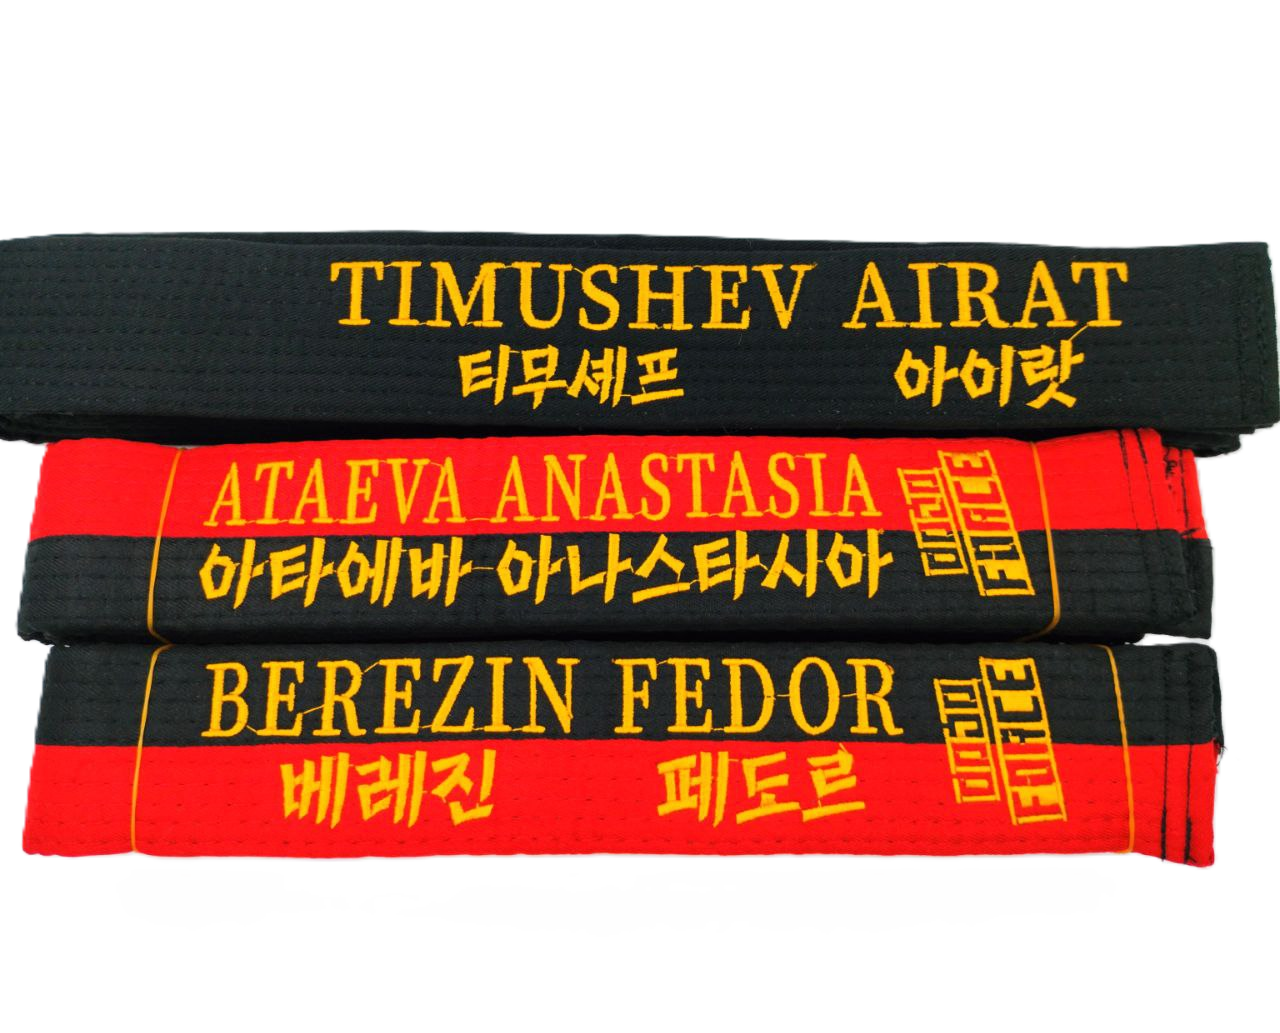 TIMUSHEV AIRAT
티무셰프 아이랏
ATAEVA ANASTASIA
아타에바 아나스타시아
BEREZIN FEDOR
베레진 페도르